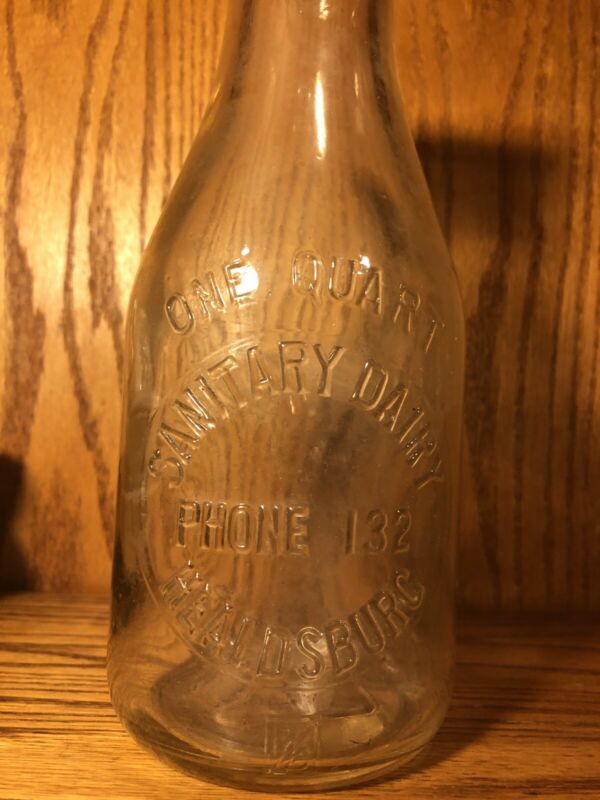 ONE QUART
SANITARY DAIRY
PHONE 132
HEALDSBURG